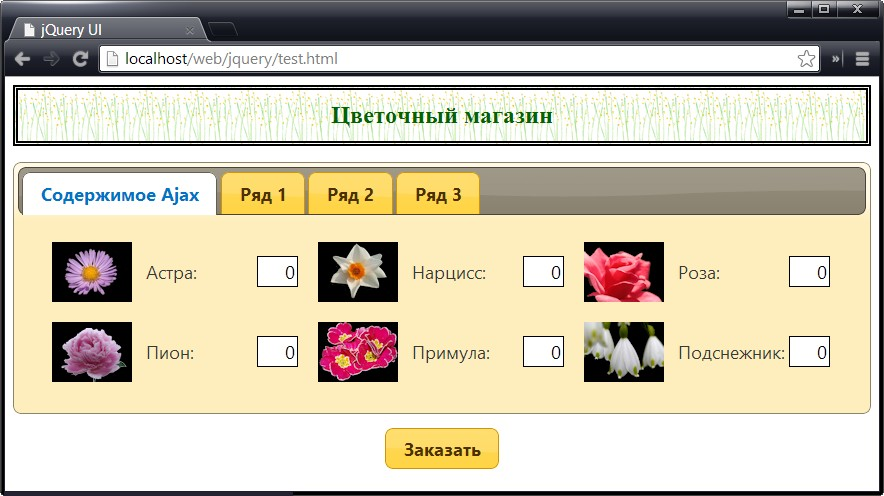 jQuery UI
localhost/web/jquery/test.html
Цветочный магазин
Содержимое Ajax Ряд 1 Ряд 2 Ряд 3
Астра: 0 Нарцисс: 0 Роза: 0
Пион: 0 Примула: 0 Подснежник: 0
Заказать